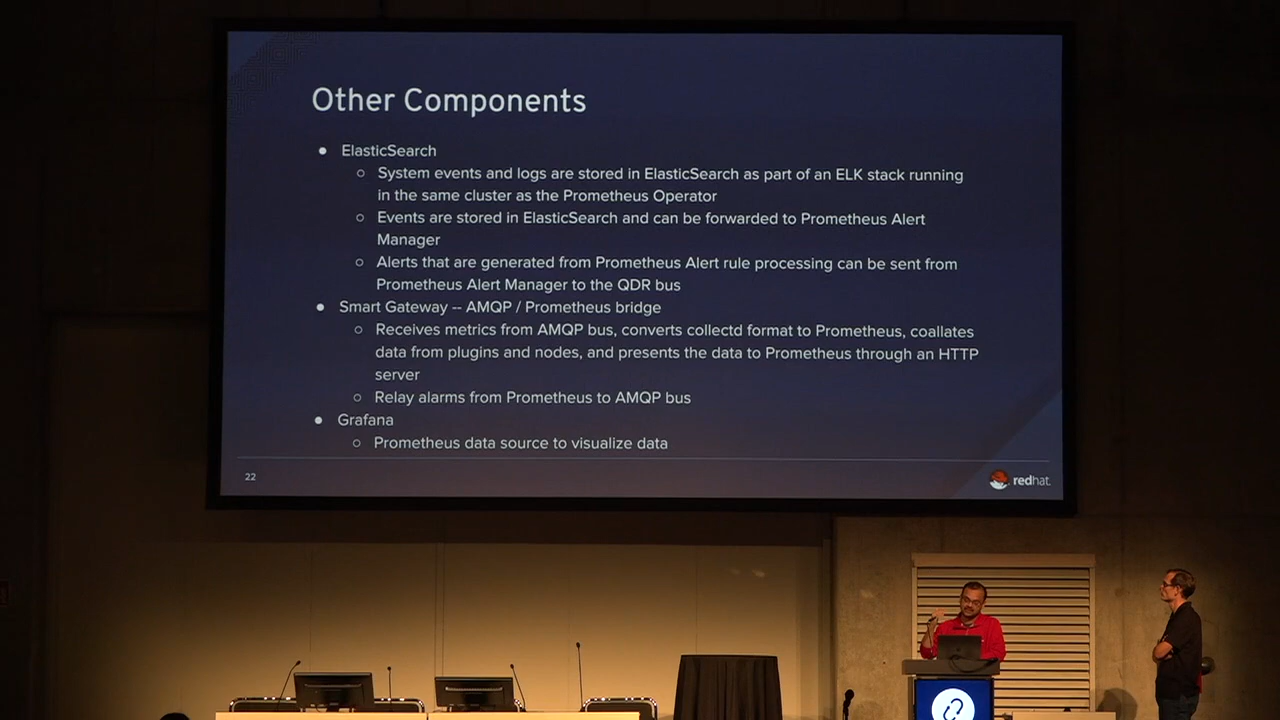 Other Components
● ElasticSearch
○ System events and logs are stored in ElasticSearch as part of an ELK stack running
in the same cluster as the Prometheus Operator
○ Events are stored in ElasticSearch and can be forwarded to Prometheus Alert
Manager
○ Alerts that are generated from Prometheus Alert rule processing can be sent from
Prometheus Alert Manager to the QDR bus
● Smart Gateway -- AMQP / Prometheus bridge
○ Receives metrics from AMQP bus, converts collectd format to Prometheus, coallates
data from plugins and nodes, and presents the data to Prometheus through an HTTP
server
○ Relay alarms from Prometheus to AMQP bus
● Grafana
○ Prometheus data source to visualize data
22
redhat.